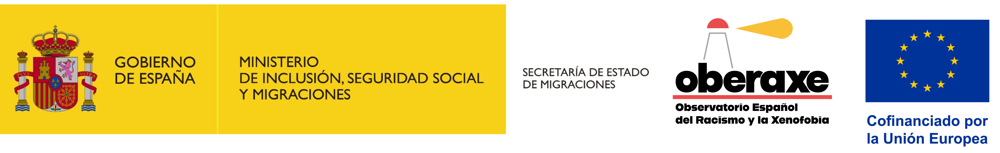 PLVS
VLTRA
GOBIERNO
DE ESPAÑA
MINISTERIO
DE INCLUSIÓN, SEGURIDAD SOCIAL
Y MIGRACIONES
SECRETARÍA DE ESTADO
DE MIGRACIONES
oberaxe
Observatorio Español
del Racismo y la Xenofobia
Cofinanciado por
la Unión Europea